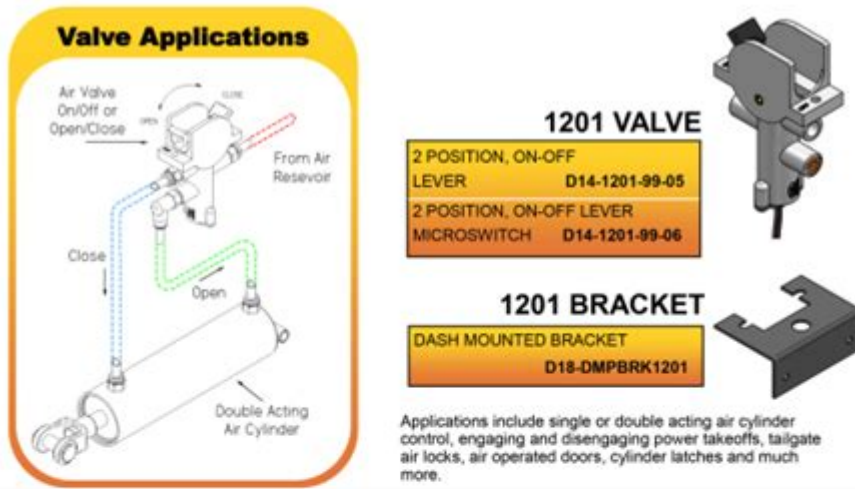 Valve Applications
Air Valve
On/Off or
Open/Close
OPEN
CLOSE
From Air
Resevoir
Close
Open
Double Acting
Air Cylinder
1201 VALVE
2 POSITION, ON-OFF
LEVER D14-1201-99-05
2 POSITION, ON-OFF LEVER
MICROSWITCH D14-1201-99-06
1201 BRACKET
DASH MOUNTED BRACKET
D18-DMPBRK1201
Applications include single or double acting air cylinder
control, engaging and disengaging power takeoffs, tailgate
air locks, air operated doors, cylinder latches and much
more.